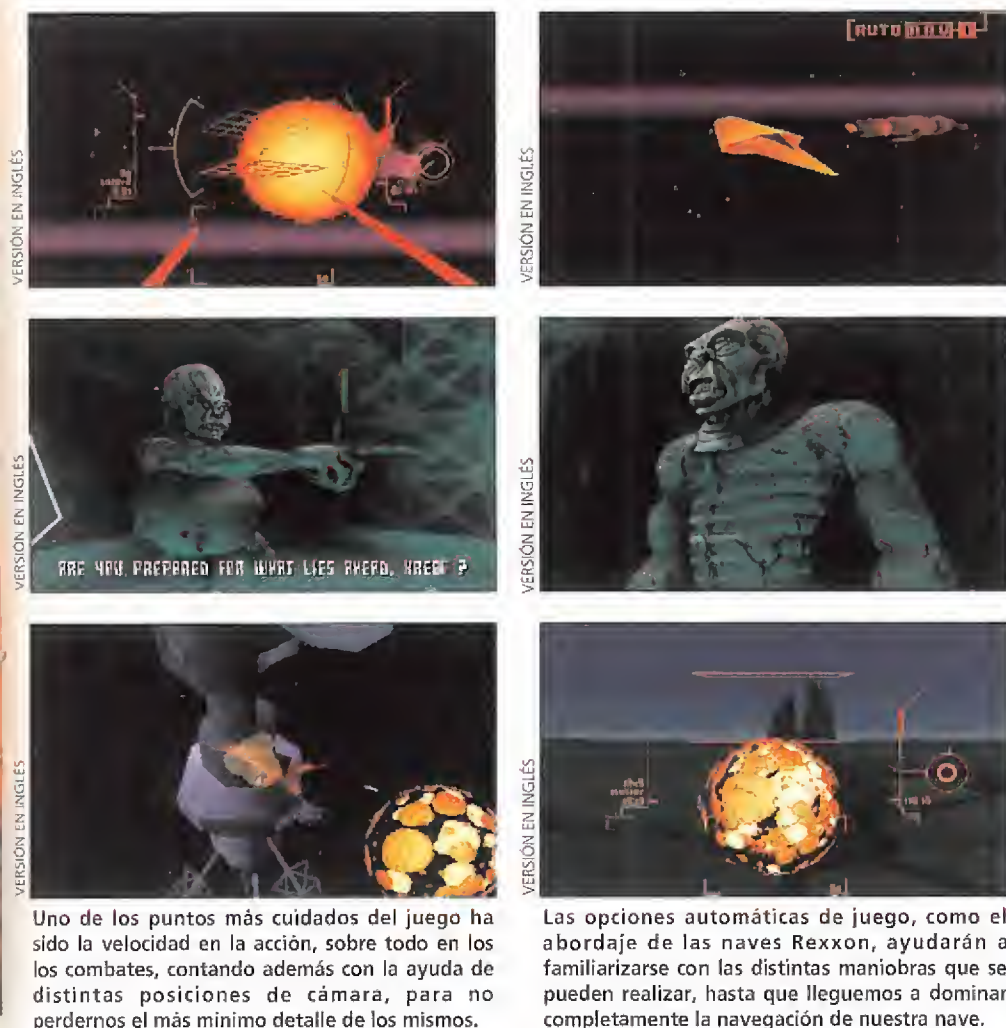 [AUTO NAV
VERSIÓN EN INGLÉS
VERSIÓN EN INGLÉS
ARE YOU PREPARED FOR WHAT LIES AHEAD, ?
VERSIÓN EN INGLÉS
VERSIÓN EN INGLÉS
VERSIÓN EN INGLÉS
VERSIÓN EN INGLÉS
Uno de los puntos más cuidados del juego ha
sido la velocidad en la acción, sobre todo en los
los combates, contando además con la ayuda de
distintas posiciones de cámara, para no
perdernos el más mínimo detalle de los mismos.
Las opciones automáticas de juego, como el
abordaje de las naves Rexxon, ayudarán a
familiarizarse con las distintas maniobras que se
pueden realizar, hasta que lleguemos a dominar
completamente la navegación de nuestra nave.